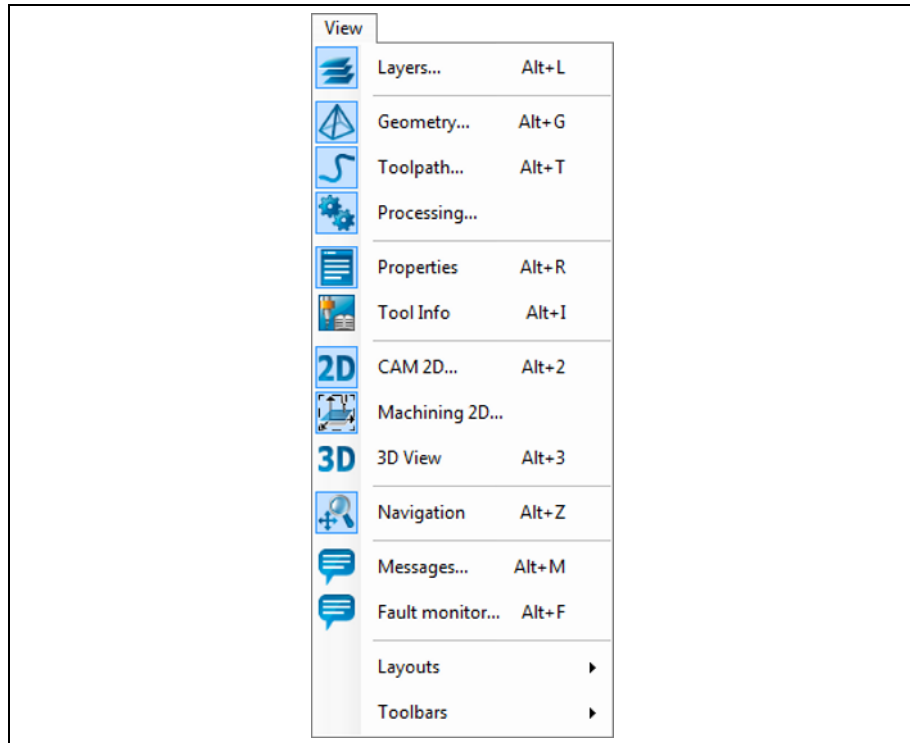 View
Layers... Alt+L
Geometry... Alt+G
Toolpath... Alt+T
Processing...
Properties Alt+R
Tool Info Alt+I
2D CAM 2D... Alt+2
Machining 2D...
3D 3D View Alt+3
Navigation Alt+Z
Messages... Alt+M
Fault monitor... Alt+F
Layouts
Toolbars